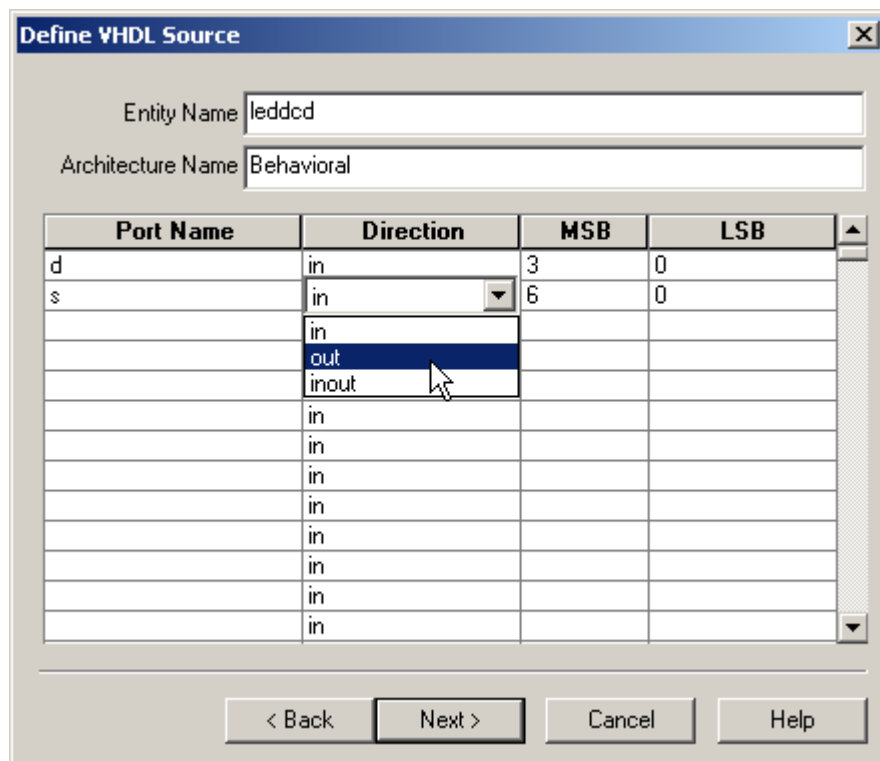 Define VHDL Source
Entity Name leddcd
Architecture Name Behavioral
Port Name Direction MSB LSB
d in 3 0
s in 6 0
in
out
inout
in
in
in
in
in
in
in
in
< Back Next > Cancel Help